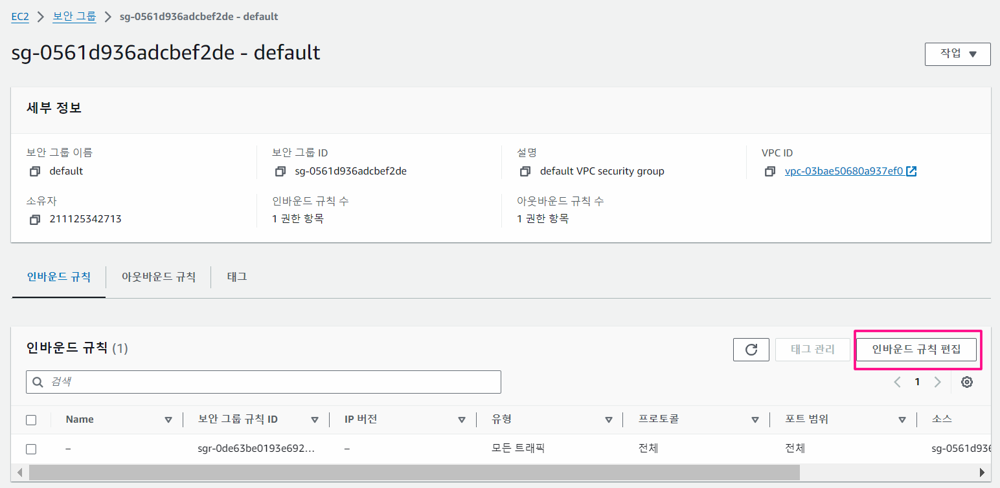 EC2 > 보안 그룹 > sg-0561d936adcbef2de - default
sg-0561d936adcbef2de - default
작업
세부 정보
보안 그룹 이름 보안 그룹 ID 설명 VPC ID
default sg-0561d936adcbef2de default VPC security group vpc-03bae50680a937ef0
소유자 인바운드 규칙 수 아웃바운드 규칙 수
211125342713 1 권한 항목 1 권한 항목
인바운드 규칙 아웃바운드 규칙 태그
인바운드 규칙 (1) 태그 관리 인바운드 규칙 편집
검색 1
Name 보안 그룹 규칙 ID IP 버전 유형 프로토콜 포트 범위 소스
– sgr-0de63be0193e692... – 모든 트래픽 전체 전체 sg-0561d936